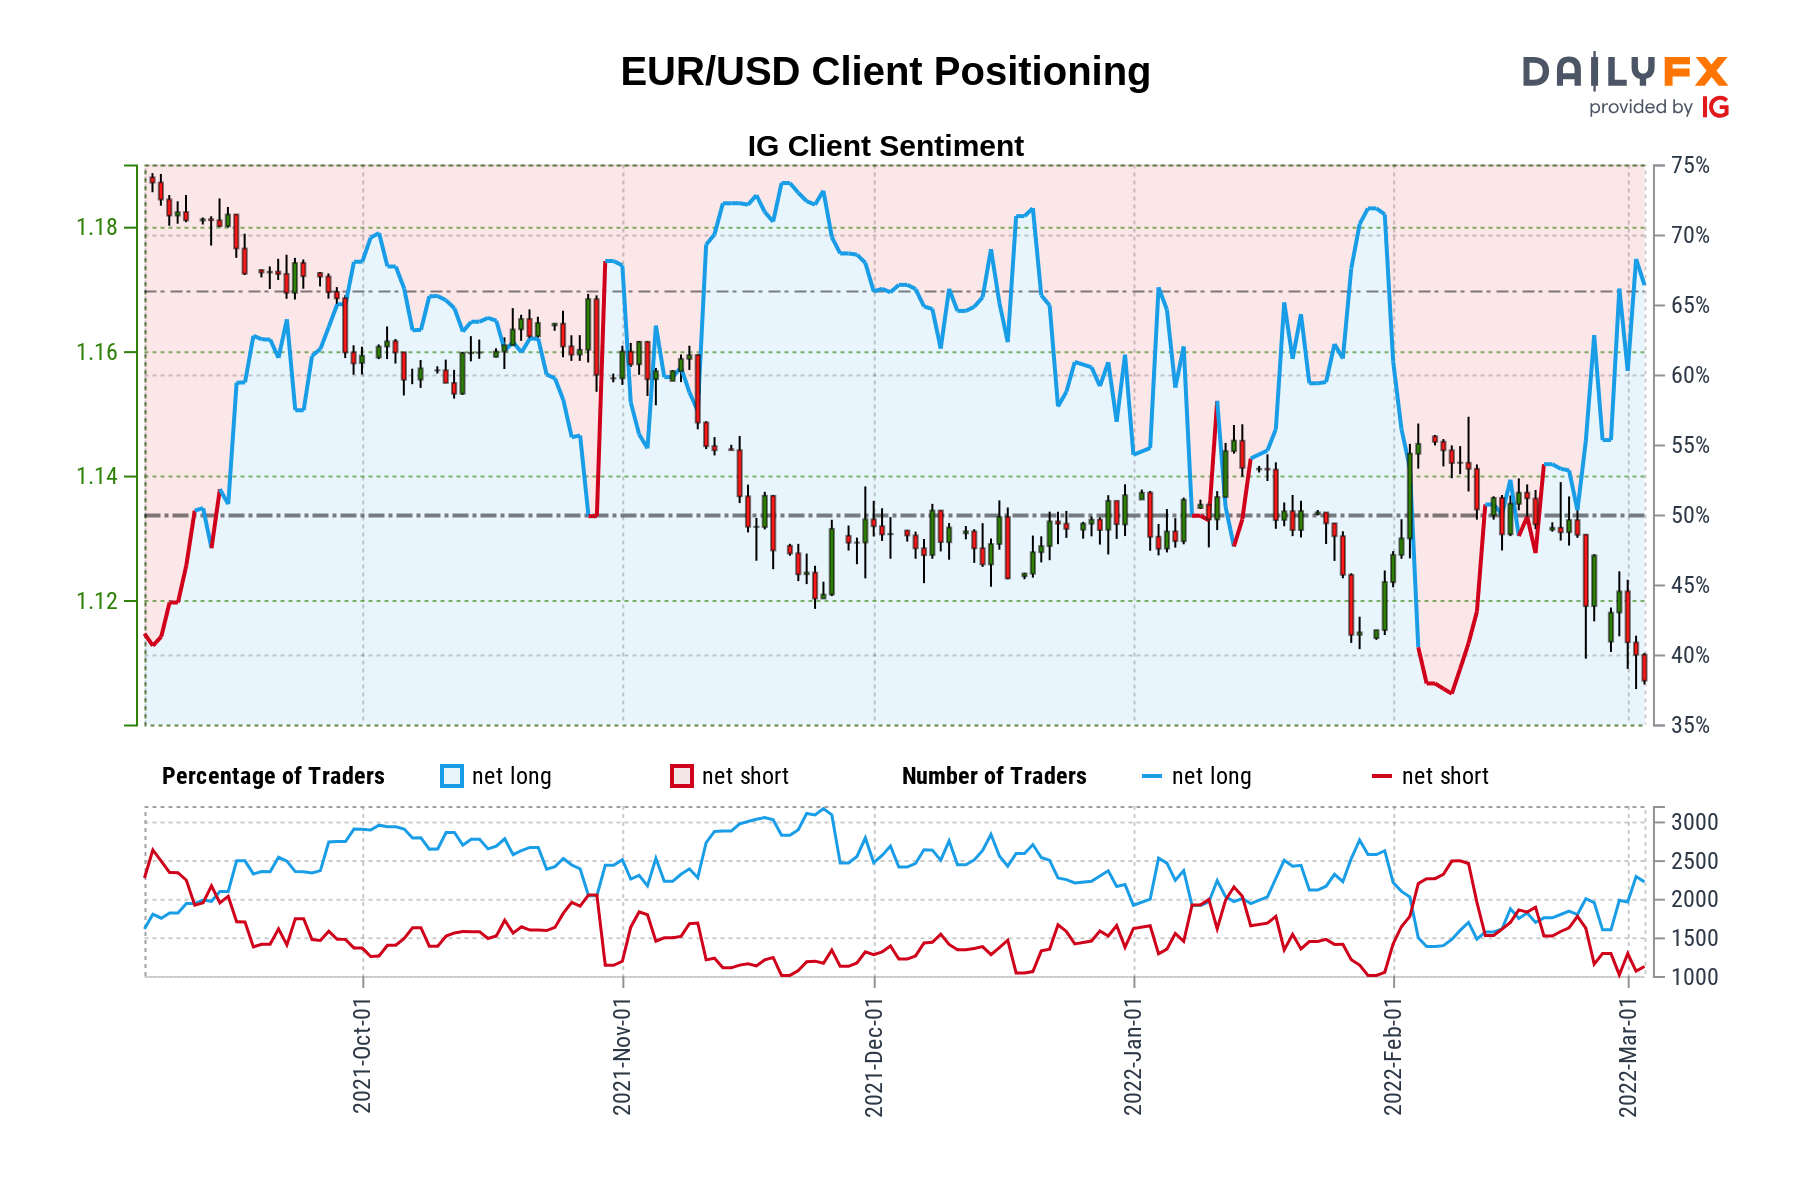 EUR/USD Client Positioning
DAILYFX
provided by IG
IG Client Sentiment
75%
1.18
70%
65%
1.16
60%
55%
1.14
50%
45%
1.12
40%
35%
Percentage of Traders net long net short Number of Traders net long net short
3000
2500
2000
1500
1000
2021-Oct-01
2021-Nov-01
2021-Dec-01
2022-Jan-01
2022-Feb-01
2022-Mar-01